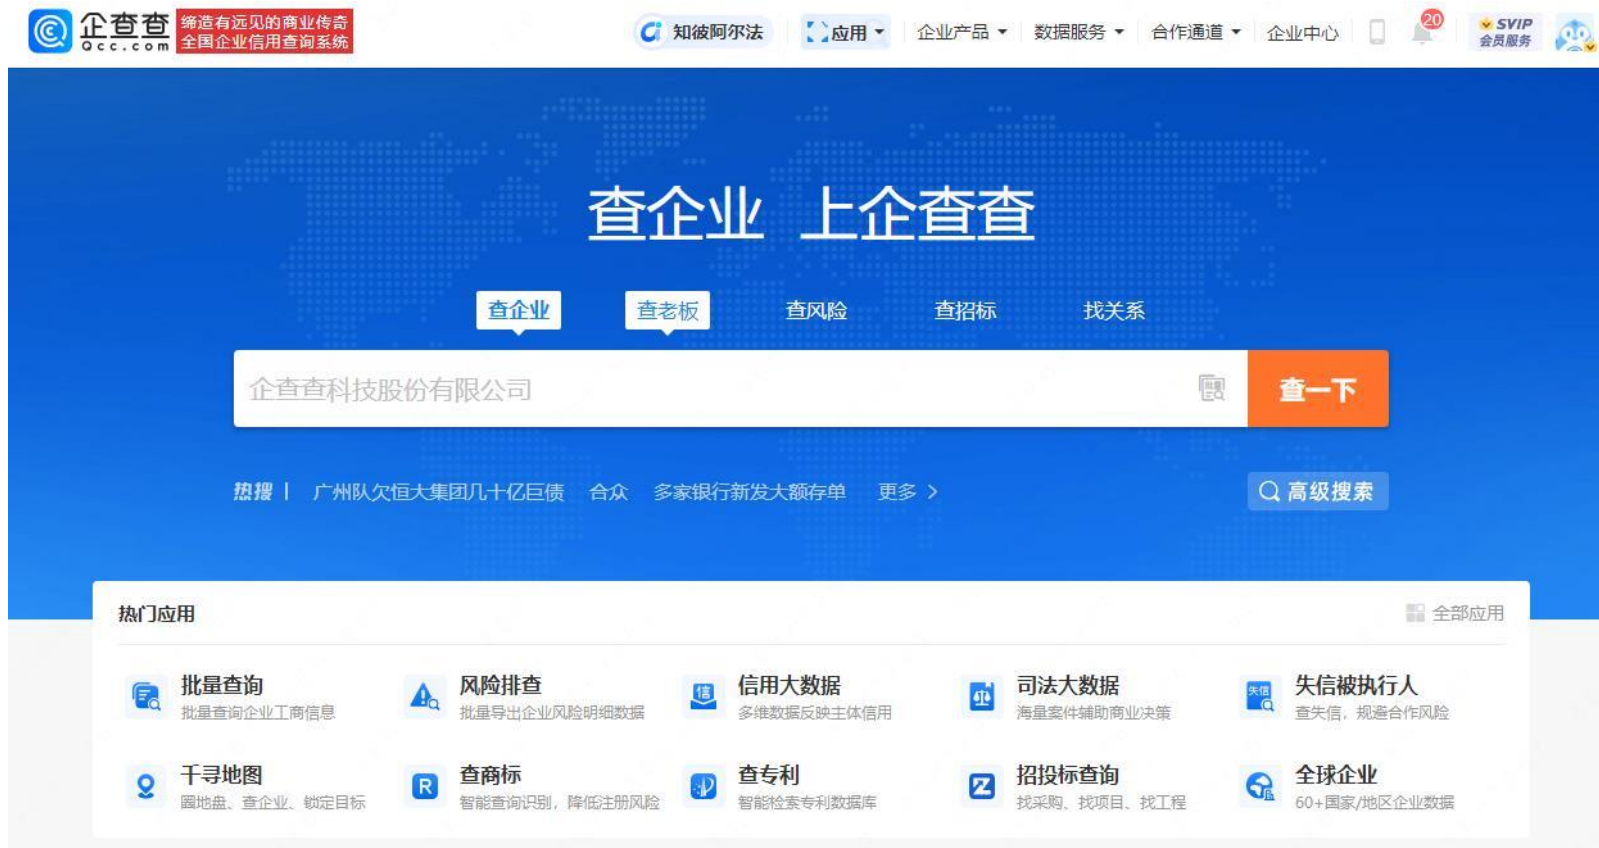 企查查
Qcc.com
缔造有远见的商业传奇
全国企业信用查询系统
知彼阿尔法
应用
企业产品
数据服务
合作通道
企业中心
20
SVIP
会员服务
查企业 上企查查
查企业
查老板
查风险
查招标
找关系
企查查科技股份有限公司
查一下
热搜
广州队欠恒大集团几十亿巨债
合众
多家银行新发大额存单
更多 >
高级搜索
热门应用
全部应用
批量查询
批量查询企业工商信息
风险排查
批量导出企业风险明细数据
信
信用大数据
多维数据反映主体信用
司法大数据
海量案件辅助商业决策
失信
失信被执行人
查失信，规避合作风险
千寻地图
圈地盘、查企业、锁定目标
R
查商标
智能查询识别，降低注册风险
查专利
智能检索专利数据库
招投标查询
找采购、找项目、找工程
全球企业
60+国家/地区企业数据